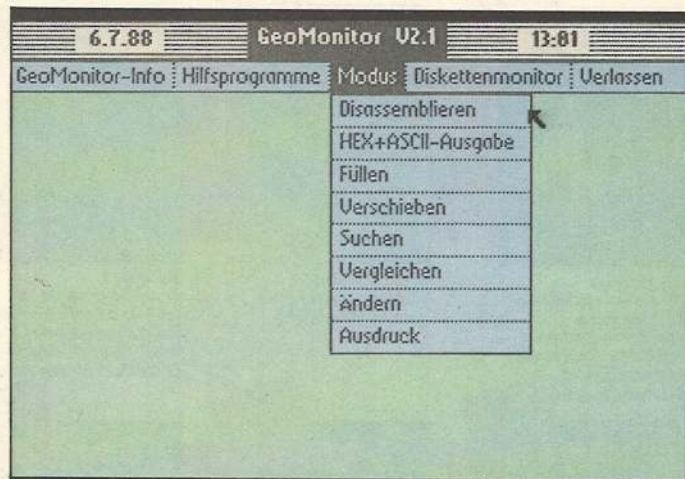 6.7.88 GeoMonitor V2.1 13:01
GeoMonitor-Info Hilfsprogramme Modus Diskettenmonitor Verlassen
Disassemblieren
HEX+ASCII-Ausgabe
Füllen
Verschieben
Suchen
Vergleichen
ändern
Ausdruck